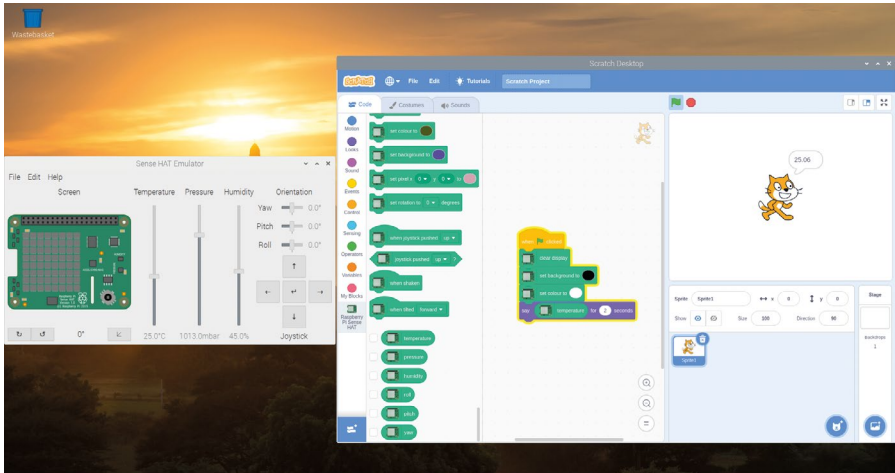 Wastebasket
Scratch Desktop
SCRATCH File Edit Tutorials Scratch Project
Code Costumes Sounds
Motion
Looks
Sound
Events
Control
Sensing
Operators
Variables
My Blocks
Raspberry
Pi Sense
HAT
set colour to
set background to
set pixel x 0 y 0 to
set rotation to 0 degrees
when joystick pushed up
joystick pushed up ?
when shaken
when tilted forward
temperature
pressure
humidity
roll
pitch
yaw
when clicked
clear display
set background to
set colour to
say temperature for 2 seconds
25.06
Sprite Sprite1 x 0 y 0
Show Size 100 Direction 90
Sprite1
Stage
Backdrops
1
Sense HAT Emulator
File Edit Help
Screen Temperature Pressure Humidity Orientation
Yaw 0.0°
Pitch 0.0°
Roll 0.0°
0° 25.0°C 1013.0mbar 45.0% Joystick